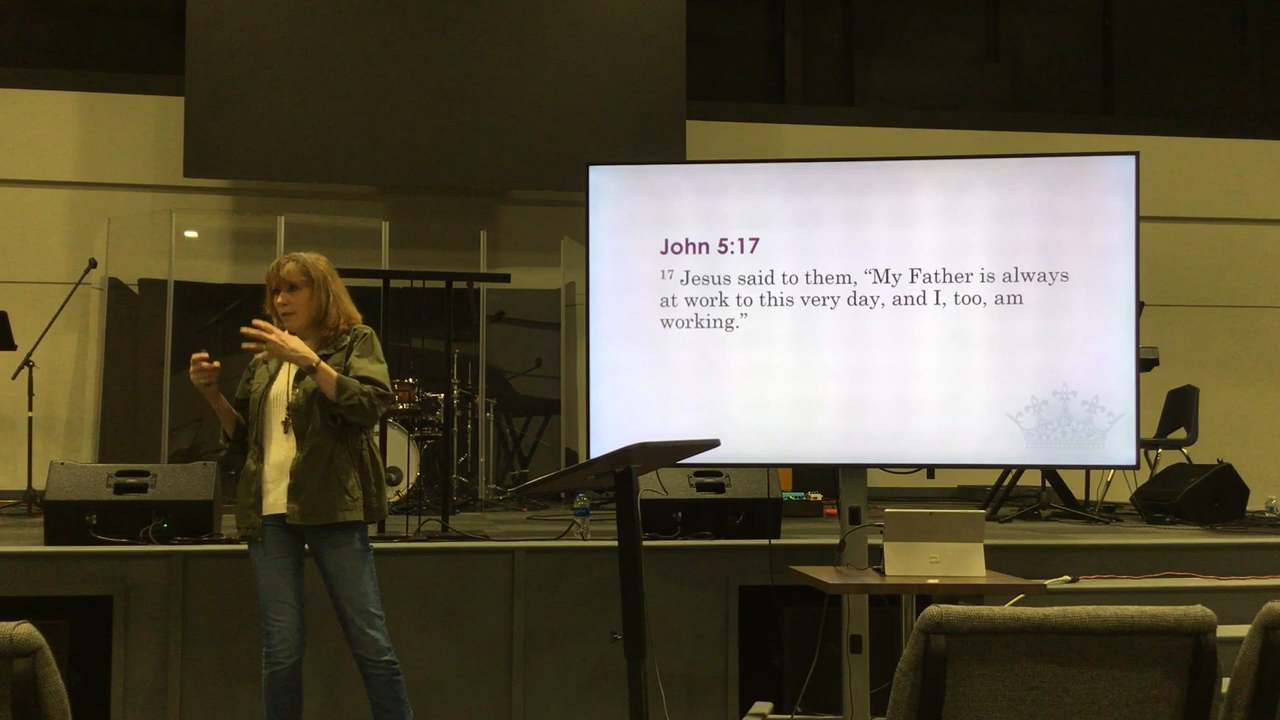 John 5:17
17 Jesus said to them, “My Father is always
at work to this very day, and I, too, am
working.”